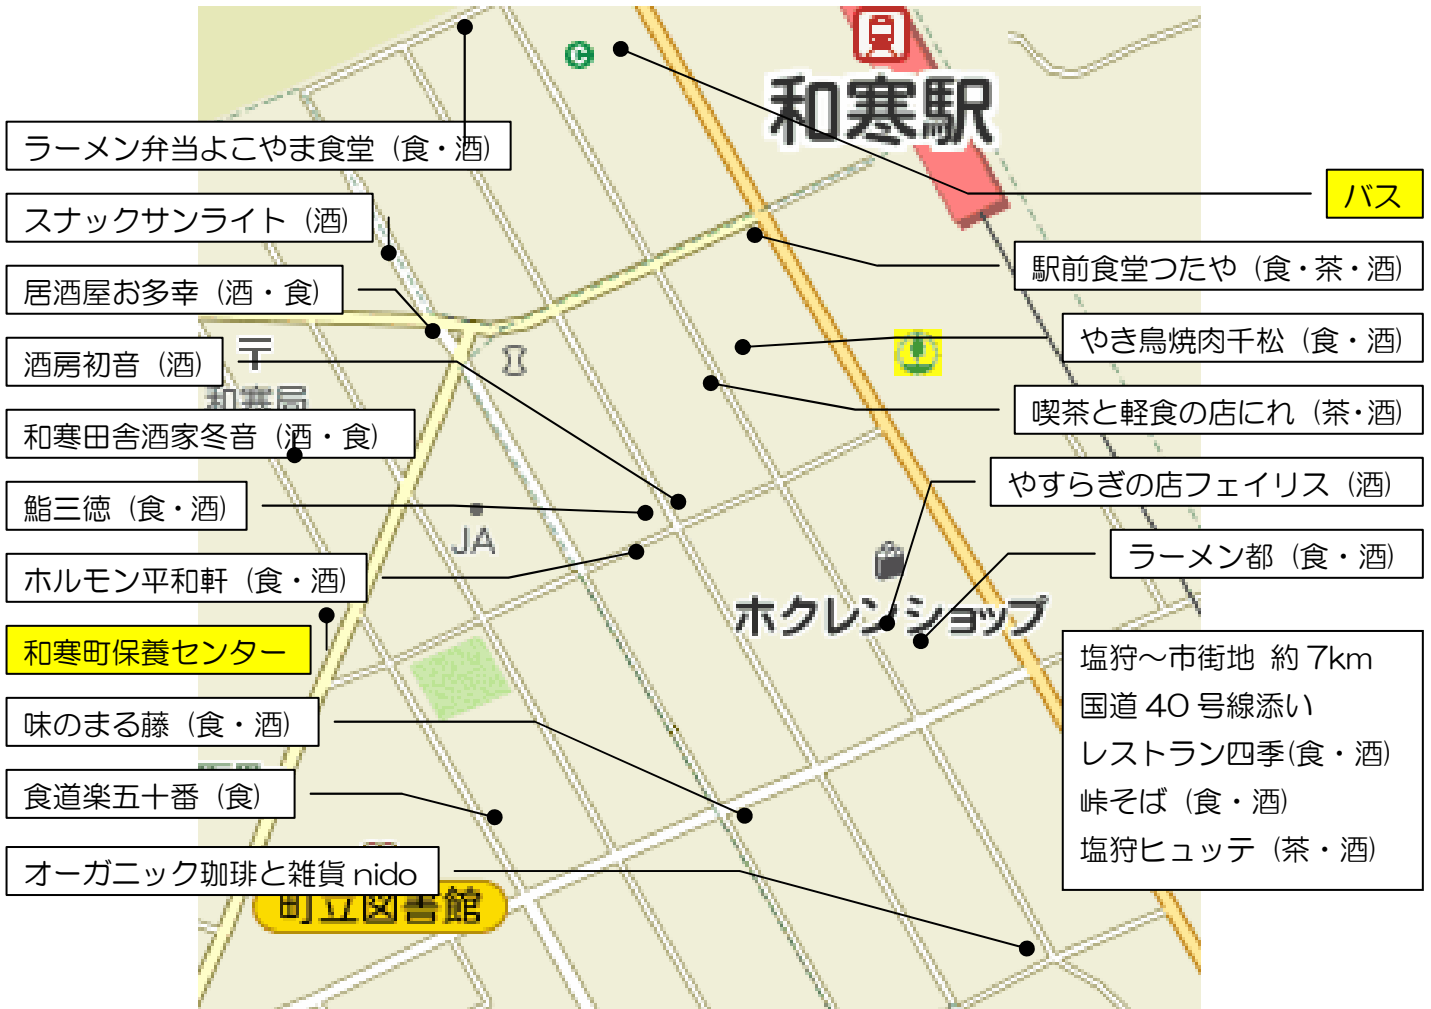 和寒駅
ラーメン弁当よこやま食堂（食・酒）
スナックサンライト（酒）
居酒屋お多幸（酒・食）
酒房初音（酒）
和寒局
和寒田舎酒家冬音（酒・食）
鮨三徳（食・酒）
JA
ホルモン平和軒（食・酒）
和寒町保養センター
味のまる藤（食・酒）
食道楽五十番（食）
オーガニック珈琲と雑貨 nido
町立図書館
バス
駅前食堂つたや（食・茶・酒）
やき鳥焼肉千松（食・酒）
喫茶と軽食の店にれ（茶・酒）
やすらぎの店フェイリス（酒）
ラーメン都（食・酒）
ホクレンショップ
塩狩～市街地 約 7km
国道 40 号線添い
レストラン四季(食・酒)
峠そば（食・酒）
塩狩ヒュッテ（茶・酒）